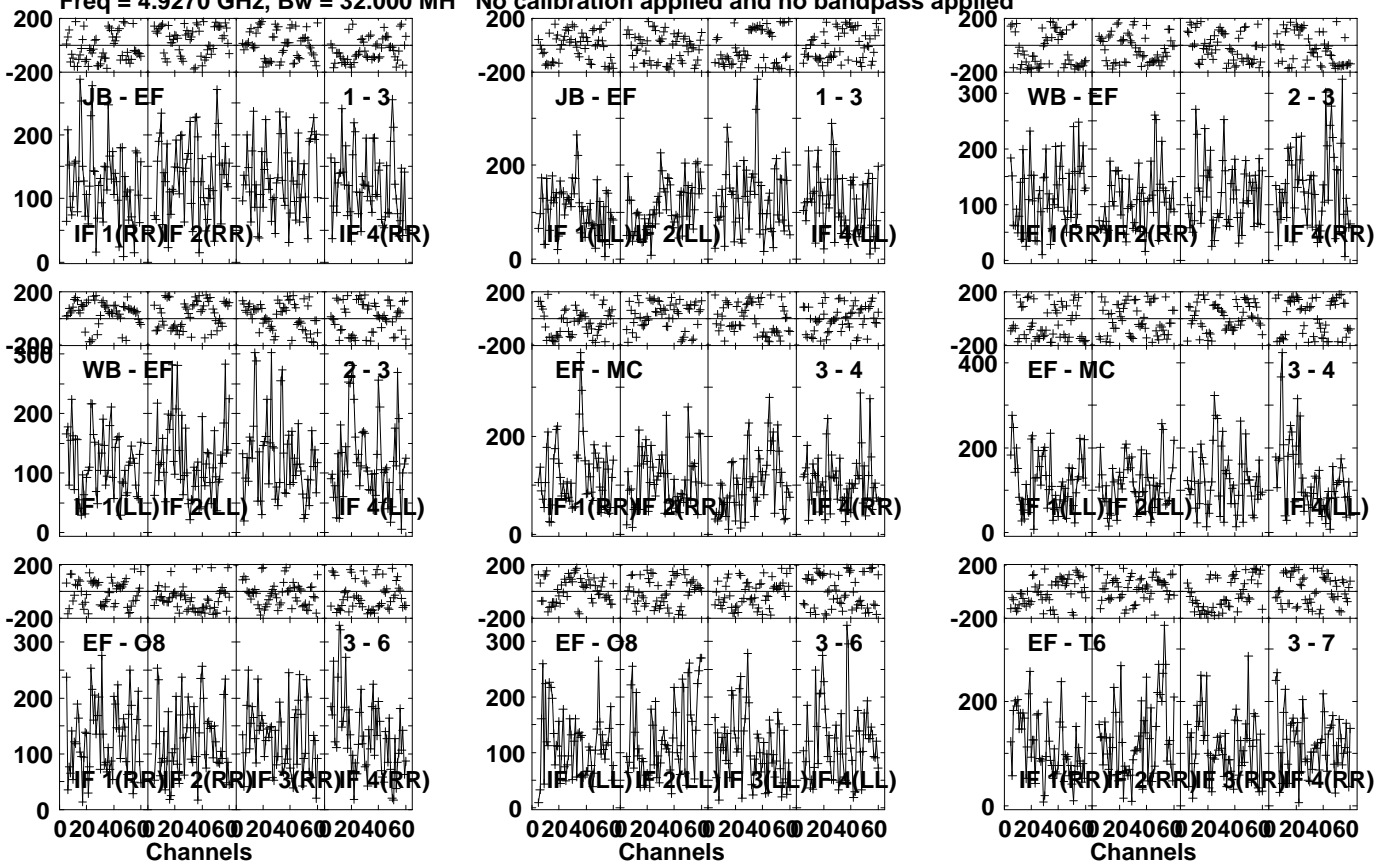 Freq = 4.9270 GHz, Bw = 32.000 MH No calibration applied and no bandpass applied
200 200 200
-200 -200 -200
JB - EF 1 - 3 JB - EF 1 - 3 WB - EF 2 - 3
300
200 200 200
100 100
IF 1(RR) IF 2(RR) IF 4(RR) IF 1(LL) IF 2(LL) IF 4(LL) IF 1(RR) IF 2(RR) IF 4(RR)
0 0 0
200 200 200
-200 -200 -200
300 400
WB - EF 2 - 3 EF - MC 3 - 4 EF - MC 3 - 4
200 200 200
100
IF 1(LL) IF 2(LL) IF 4(LL) IF 1(RR) IF 2(RR) IF 4(RR) IF 1(LL) IF 2(LL) IF 4(LL)
0 0 0
200 200 200
-200 -200 -200
EF - O8 3 - 6 EF - O8 3 - 6 EF - T6 3 - 7
300 300
200 200 200
100 100 100
IF 1(RR) IF 2(RR) IF 3(RR) IF 4(RR) IF 1(LL) IF 2(LL) IF 3(LL) IF 4(LL) IF 1(RR) IF 2(RR) IF 3(RR) IF 4(RR)
0 0 0
0 20 40 60 0 20 40 60 0 20 40 60 0 20 40 60 0 20 40 60 0 20 40 60 0 20 40 60 0 20 40 60 0 20 40 60 0 20 40 60 0 20 40 60 0 20 40 60
Channels Channels Channels